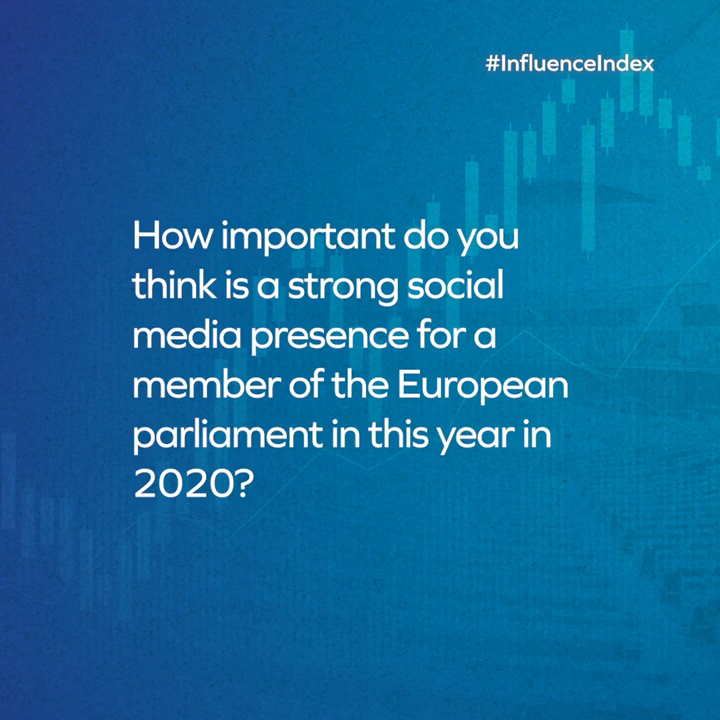 #InfluenceIndex
How important do you
think is a strong social
media presence for a
member of the European
parliament in this year in
2020?